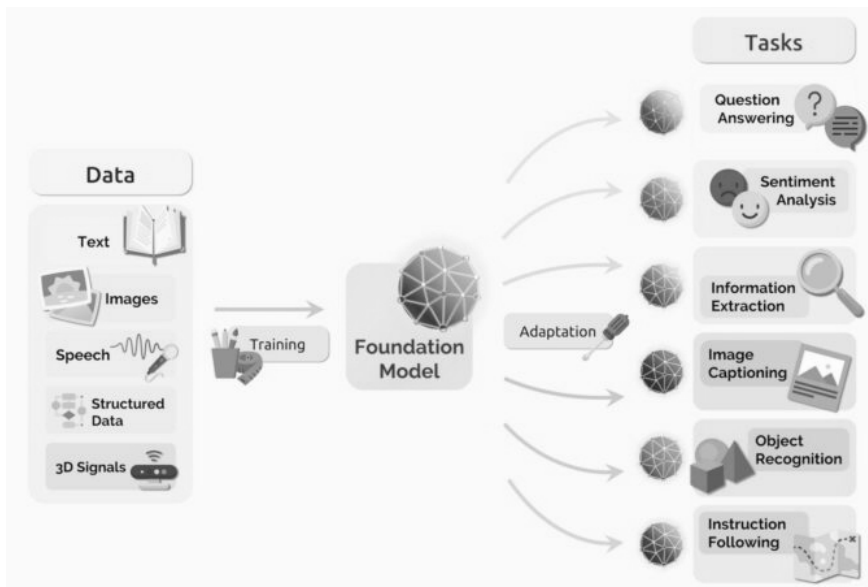 Data
Text
Images
Speech
Structured
Data
3D Signals
Training
Foundation
Model
Adaptation
Tasks
Question
Answering
Sentiment
Analysis
Information
Extraction
Image
Captioning
Object
Recognition
Instruction
Following